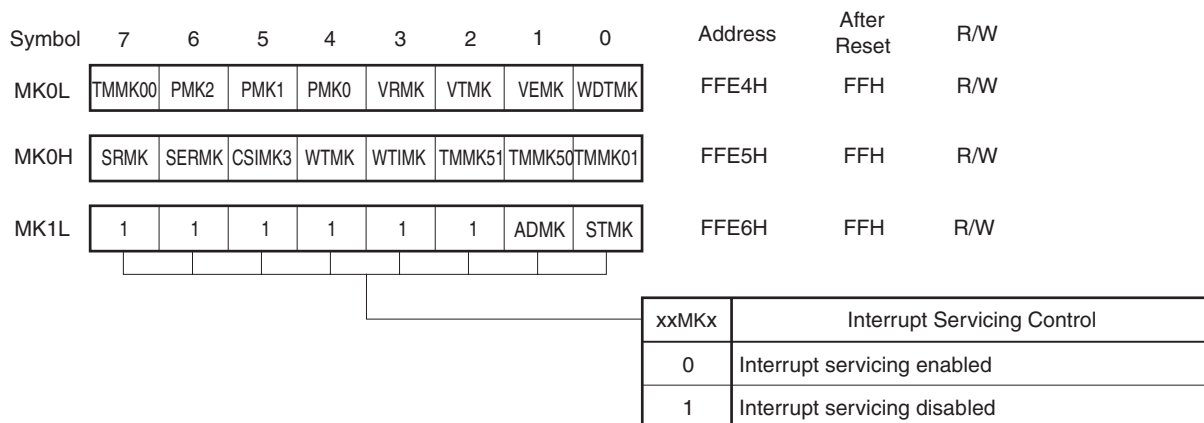 Symbol 7 6 5 4 3 2 1 0 Address After Reset R/W
MK0L TMMK00 PMK2 PMK1 PMK0 VRMK VTMK VEMK WDTMK FFE4H FFH R/W
MK0H SRMK SERMK CSIMK3 WTMK WTIMK TMMK51 TMMK50 TMMK01 FFE5H FFH R/W
MK1L 1 1 1 1 1 1 ADMK STMK FFE6H FFH R/W
xxMKx Interrupt Servicing Control
0 Interrupt servicing enabled
1 Interrupt servicing disabled